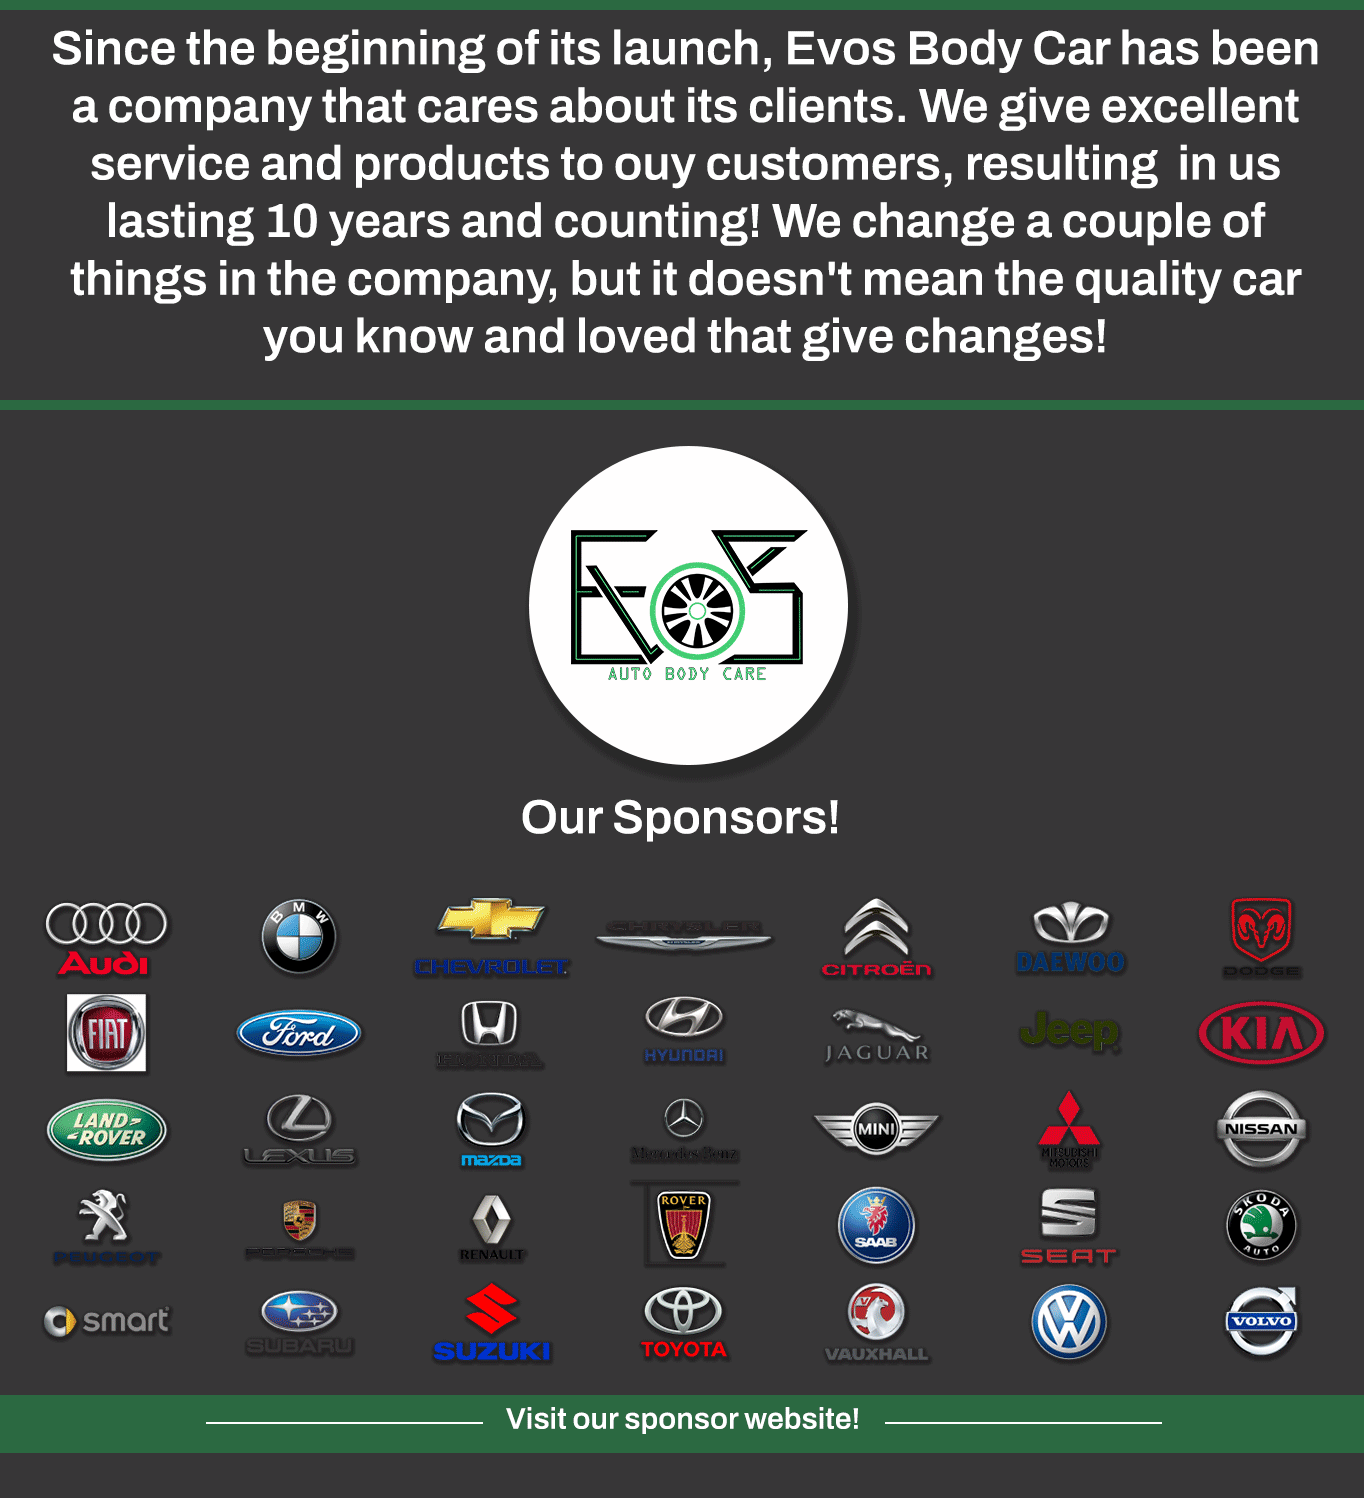 Since the beginning of its launch, Evos Body Car has been
a company that cares about its clients. We give excellent
service and products to ouy customers, resulting  in us
lasting 10 years and counting! We change a couple of
things in the company, but it doesn't mean the quality car
you know and loved that give changes!
EvoS
AUTO BODY CARE
Our Sponsors!
Audi
BMW
CHEVROLET
CHRYSLER
CITROËN
DAEWOO
DODGE
FIAT
Ford
HONDA
HYUNDAI
JAGUAR
Jeep
KIA
LAND-
-ROVER
LEXUS
mazda
Mercedes-Benz
MINI
MITSUBISHI
MOTORS
NISSAN
PEUGEOT
PORSCHE
RENAULT
ROVER
SAAB
SEAT
SKODA
AUTO
smart
SUBARU
SUZUKI
TOYOTA
VAUXHALL
VW
VOLVO
Visit our sponsor website!